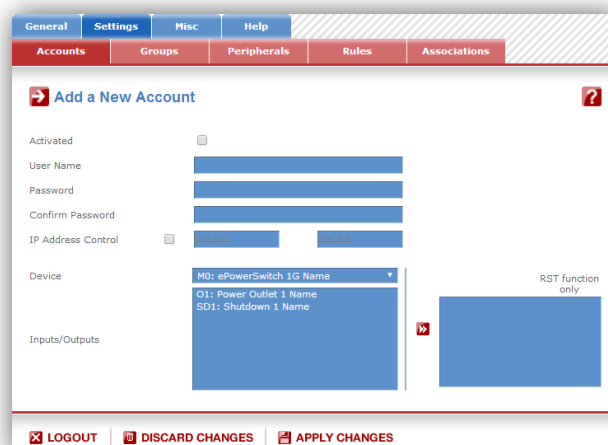 General Settings Misc Help
Accounts Groups Peripherals Rules Associations
Add a New Account
Activated
User Name
Password
Confirm Password
IP Address Control
Device M0: ePowerSwitch 1G Name
RST function only
O1: Power Outlet 1 Name
SD1: Shutdown 1 Name
Inputs/Outputs
LOGOUT DISCARD CHANGES APPLY CHANGES